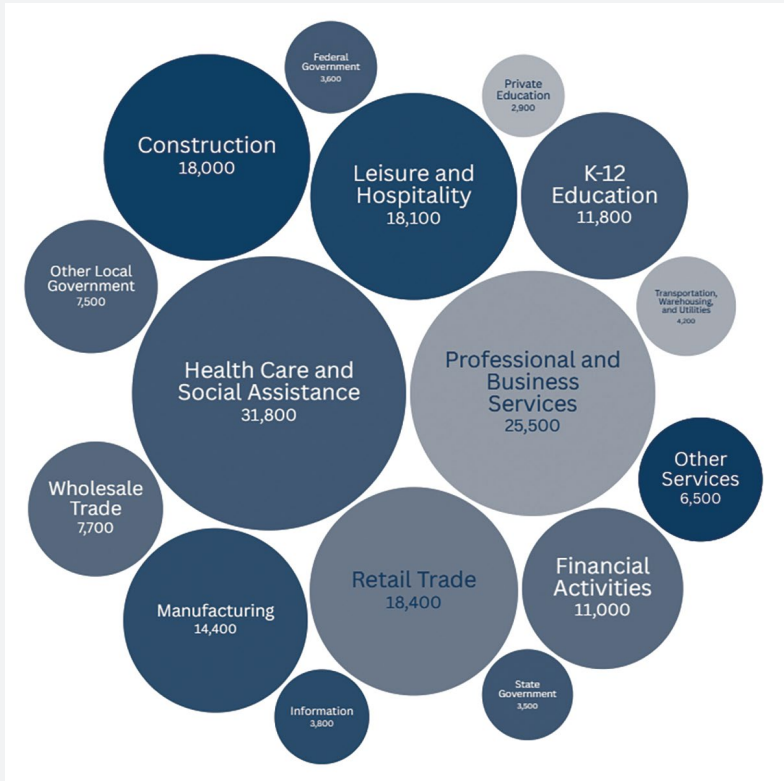 Federal
Government
3,600
Private
Education
2,900
Construction
18,000
Leisure and
Hospitality
18,100
K-12
Education
11,800
Other Local
Government
7,500
Transportation,
Warehousing,
and Utilities
4,200
Health Care and
Social Assistance
31,800
Professional and
Business
Services
25,500
Other
Services
6,500
Wholesale
Trade
7,700
Manufacturing
14,400
Retail Trade
18,400
Financial
Activities
11,000
Information
3,800
State
Government
3,500